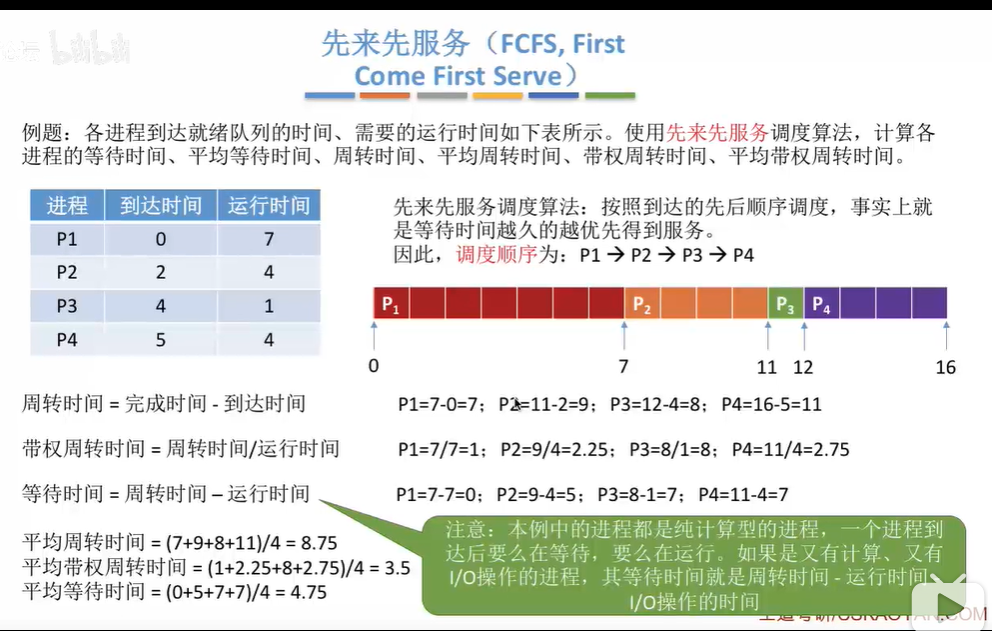 先来先服务（FCFS, First
Come First Serve）
例题：各进程到达就绪队列的时间、需要的运行时间如下表所示。使用先来先服务调度算法，计算各
进程的等待时间、平均等待时间、周转时间、平均周转时间、带权周转时间、平均带权周转时间。
进程 到达时间 运行时间
P1 0 7
P2 2 4
P3 4 1
P4 5 4
先来先服务调度算法：按照到达的先后顺序调度，事实上就
是等待时间越久的越优先得到服务。
因此，调度顺序为：P1 → P2 → P3 → P4
P1 P2 P3 P4
0 7 11 12 16
周转时间 = 完成时间 - 到达时间
P1=7-0=7；P2=11-2=9；P3=12-4=8；P4=16-5=11
带权周转时间 = 周转时间/运行时间
P1=7/7=1；P2=9/4=2.25；P3=8/1=8；P4=11/4=2.75
等待时间 = 周转时间 – 运行时间
P1=7-7=0；P2=9-4=5；P3=8-1=7；P4=11-4=7
平均周转时间 = (7+9+8+11)/4 = 8.75
平均带权周转时间 = (1+2.25+8+2.75)/4 = 3.5
平均等待时间 = (0+5+7+7)/4 = 4.75
注意：本例中的进程都是纯计算型的进程，一个进程到
达后要么在等待，要么在运行。如果是又有计算、又有
I/O操作的进程，其等待时间就是周转时间 - 运行时间
I/O操作的时间
bilibili